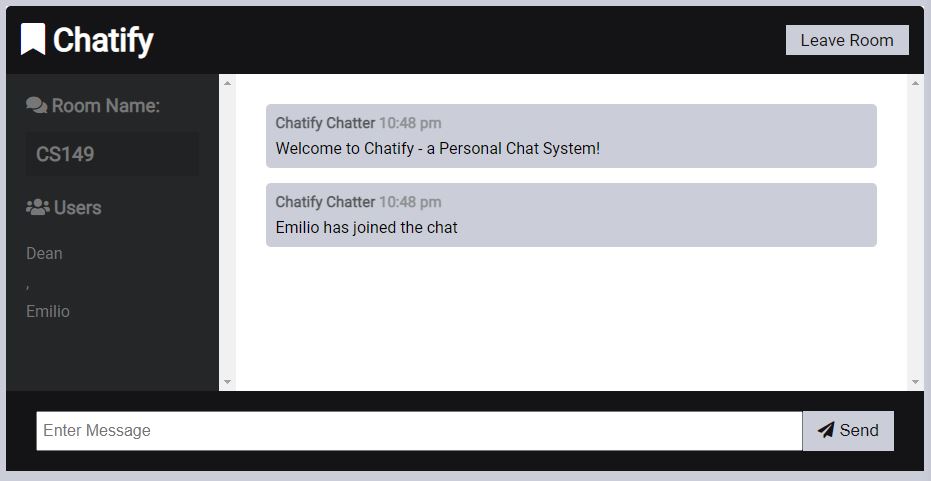 Chatify
Leave Room
Room Name:
CS149
Users
Dean
,
Emilio
Chatify Chatter 10:48 pm
Welcome to Chatify - a Personal Chat System!
Chatify Chatter 10:48 pm
Emilio has joined the chat
Enter Message
Send